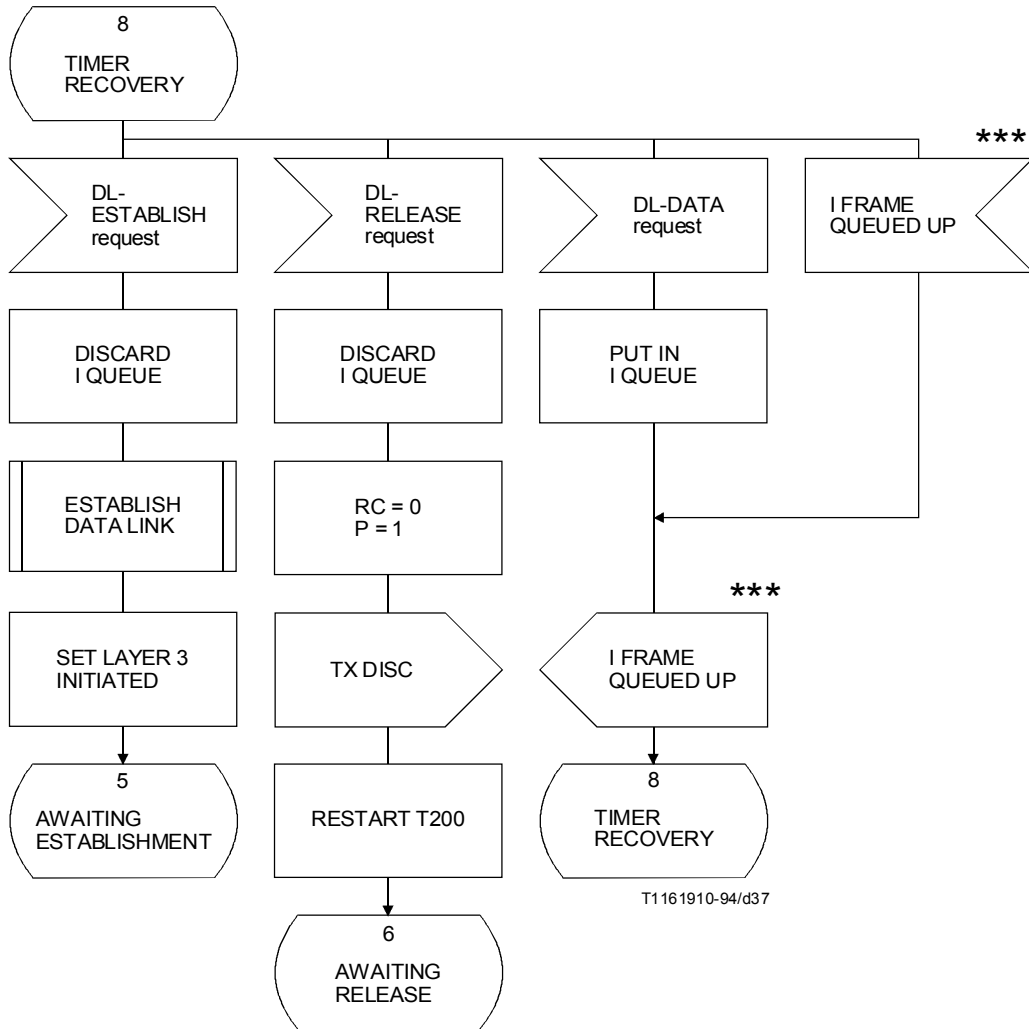 8
TIMER
RECOVERY
***
DL-
ESTABLISH
request
DL-
RELEASE
request
DL-DATA
request
I FRAME
QUEUED UP
DISCARD
I QUEUE
DISCARD
I QUEUE
PUT IN
I QUEUE
ESTABLISH
DATA LINK
RC = 0
P = 1
***
SET LAYER 3
INITIATED
TX DISC
I FRAME
QUEUED UP
5
AWAITING
ESTABLISHMENT
RESTART T200
8
TIMER
RECOVERY
T1161910-94/d37
6
AWAITING
RELEASE